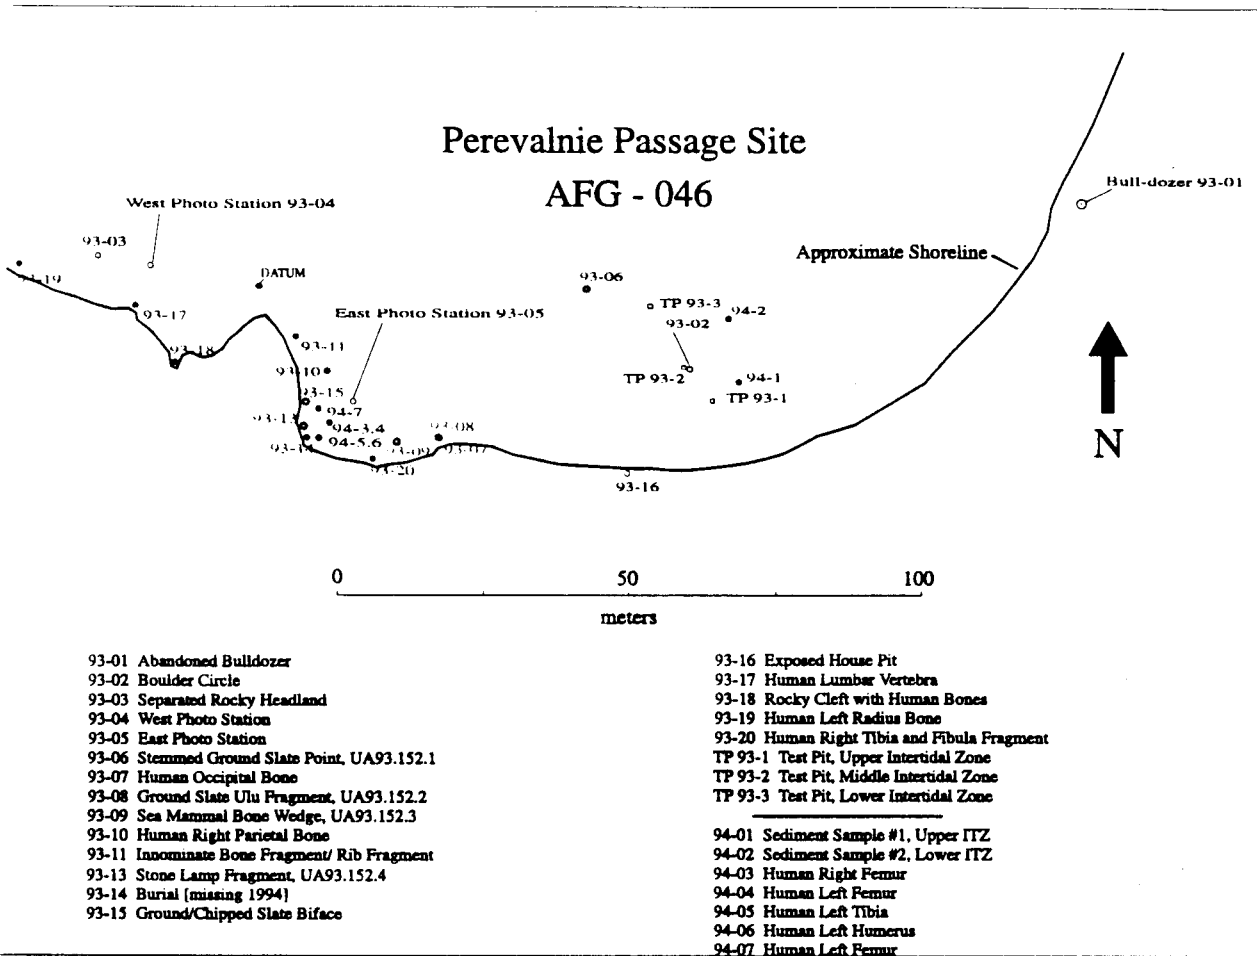 Perevalnie Passage Site
AFG - 046
Bull-dozer 93-01
West Photo Station 93-04
93-03
Approximate Shoreline
93-19
DATUM
93-06
TP 93-3
94-2
93-17
East Photo Station 93-05
93-02
93-18
93-11
93-10
TP 93-2
94-1
93-15
TP 93-1
94-7
93-13
94-3,4
93-08
93-14
94-5,6
93-09
93-07
93-20
93-16
N
0 50 100
meters
93-01 Abandoned Bulldozer
93-02 Boulder Circle
93-03 Separated Rocky Headland
93-04 West Photo Station
93-05 East Photo Station
93-06 Stemmed Ground Slate Point, UA93.152.1
93-07 Human Occipital Bone
93-08 Ground Slate Ulu Fragment, UA93.152.2
93-09 Sea Mammal Bone Wedge, UA93.152.3
93-10 Human Right Parietal Bone
93-11 Innominate Bone Fragment/ Rib Fragment
93-13 Stone Lamp Fragment, UA93.152.4
93-14 Burial [missing 1994]
93-15 Ground/Chipped Slate Biface
93-16 Exposed House Pit
93-17 Human Lumbar Vertebra
93-18 Rocky Cleft with Human Bones
93-19 Human Left Radius Bone
93-20 Human Right Tibia and Fibula Fragment
TP 93-1 Test Pit, Upper Intertidal Zone
TP 93-2 Test Pit, Middle Intertidal Zone
TP 93-3 Test Pit, Lower Intertidal Zone
94-01 Sediment Sample #1, Upper ITZ
94-02 Sediment Sample #2, Lower ITZ
94-03 Human Right Femur
94-04 Human Left Femur
94-05 Human Left Tibia
94-06 Human Left Humerus
94-07 Human Left Femur